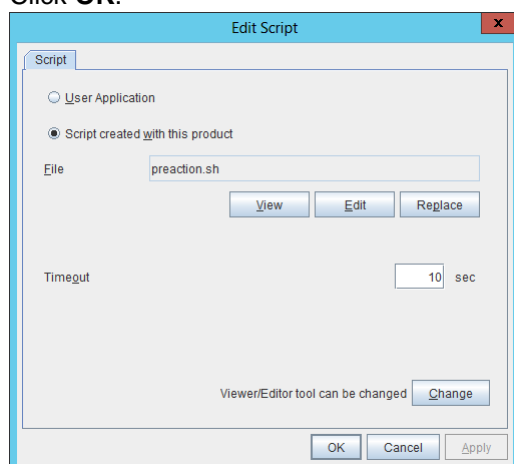 Click OK.
Edit Script
x
Script
User Application
Script created with this product
File preaction.sh
View Edit Replace
Timeout 10 sec
Viewer/Editor tool can be changed Change
OK Cancel Apply